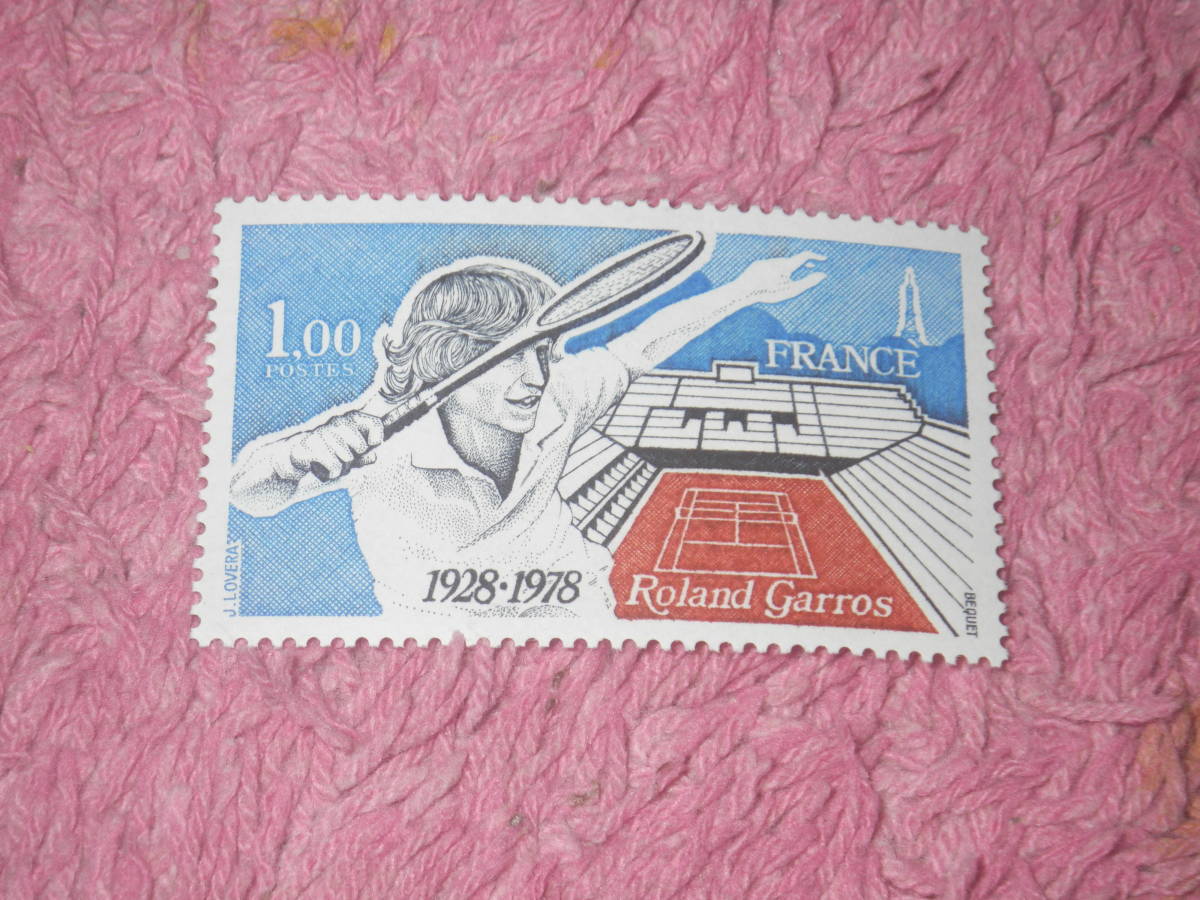 1,00
POSTES
FRANCE
1928·1978
Roland Garros
J.LOVERA
BEQUET